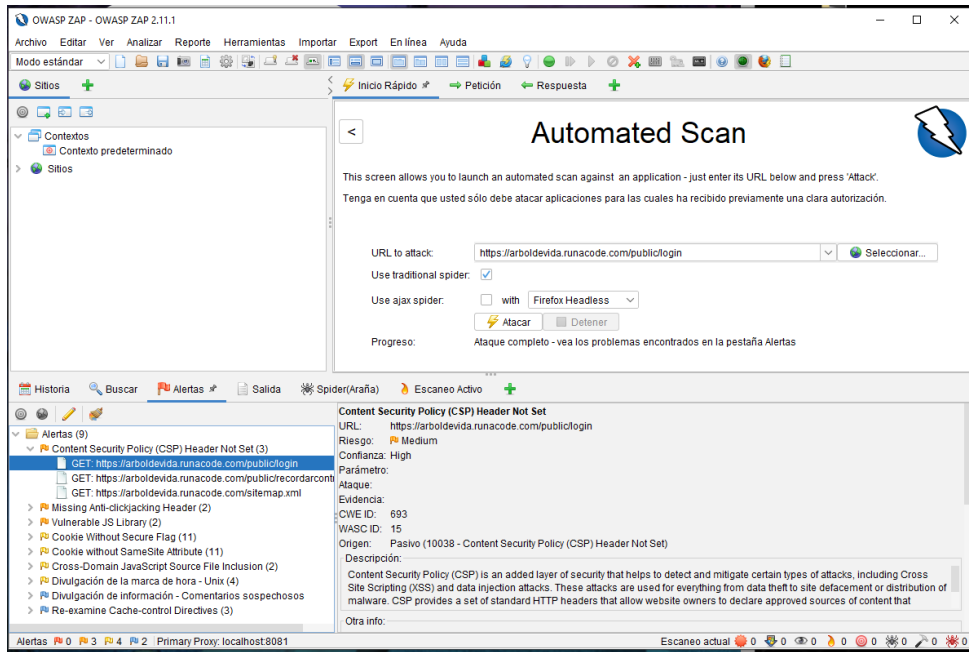 OWASP ZAP - OWASP ZAP 2.11.1
Archivo Editar Ver Analizar Reporte Herramientas Importar Export En línea Ayuda
Modo estándar
Sitios
Inicio Rápido Petición Respuesta
Contextos
Contexto predeterminado
Sitios
<
Automated Scan
This screen allows you to launch an automated scan against an application - just enter its URL below and press 'Attack'.
Tenga en cuenta que usted sólo debe atacar aplicaciones para las cuales ha recibido previamente una clara autorización.
URL to attack: https://arboldevida.runacode.com/public/login Seleccionar...
Use traditional spider:
Use ajax spider: with Firefox Headless
Atacar Detener
Progreso: Ataque completo - vea los problemas encontrados en la pestaña Alertas
Historia Buscar Alertas Salida Spider(Araña) Escaneo Activo
Alertas (9)
Content Security Policy (CSP) Header Not Set (3)
GET: https://arboldevida.runacode.com/public/login
GET: https://arboldevida.runacode.com/public/recordarcontr
GET: https://arboldevida.runacode.com/sitemap.xml
Missing Anti-clickjacking Header (2)
Vulnerable JS Library (2)
Cookie Without Secure Flag (11)
Cookie without SameSite Attribute (11)
Cross-Domain JavaScript Source File Inclusion (2)
Divulgación de la marca de hora - Unix (4)
Divulgación de información - Comentarios sospechosos
Re-examine Cache-control Directives (3)
Content Security Policy (CSP) Header Not Set
URL: https://arboldevida.runacode.com/public/login
Riesgo: Medium
Confianza: High
Parámetro:
Ataque:
Evidencia:
CWE ID: 693
WASC ID: 15
Origen: Pasivo (10038 - Content Security Policy (CSP) Header Not Set)
Descripción:
Content Security Policy (CSP) is an added layer of security that helps to detect and mitigate certain types of attacks, including Cross
Site Scripting (XSS) and data injection attacks. These attacks are used for everything from data theft to site defacement or distribution of
malware. CSP provides a set of standard HTTP headers that allow website owners to declare approved sources of content that
Otra info:
Alertas 0 3 4 2 Primary Proxy: localhost:8081 Escaneo actual 0 0 0 0 0 0 0 0